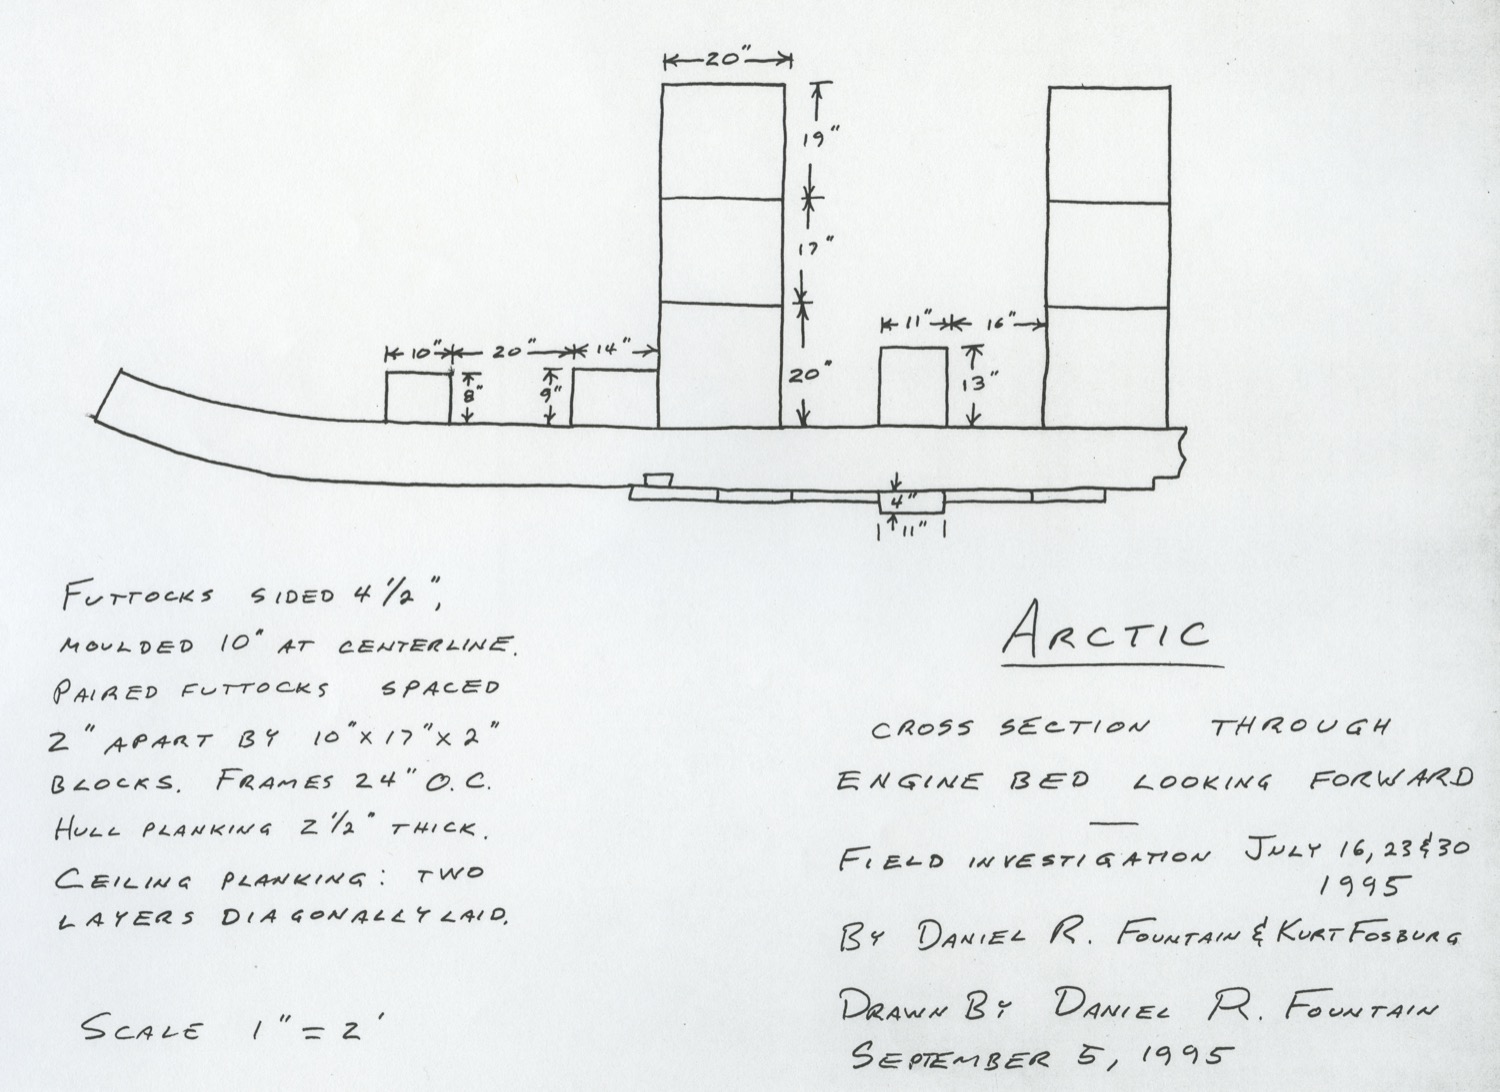 20"
19"
17"
20"
11" 16"
13"
10" 20" 14"
8" 9"
4"
11"
FUTTOCKS SIDED 4 1/2",
MOULDED 10" AT CENTERLINE.
PAIRED FUTTOCKS SPACED
2" APART BY 10"X17"X2"
BLOCKS. FRAMES 24" O.C.
HULL PLANKING 2 1/2" THICK.
CEILING PLANKING: TWO
LAYERS DIAGONALLY LAID.
SCALE 1"=2'
ARCTIC
CROSS SECTION THROUGH
ENGINE BED LOOKING FORWARD
FIELD INVESTIGATION JULY 16, 23&30
1995
BY DANIEL R. FOUNTAIN & KURT FOSBURG
DRAWN BY DANIEL R. FOUNTAIN
SEPTEMBER 5, 1995